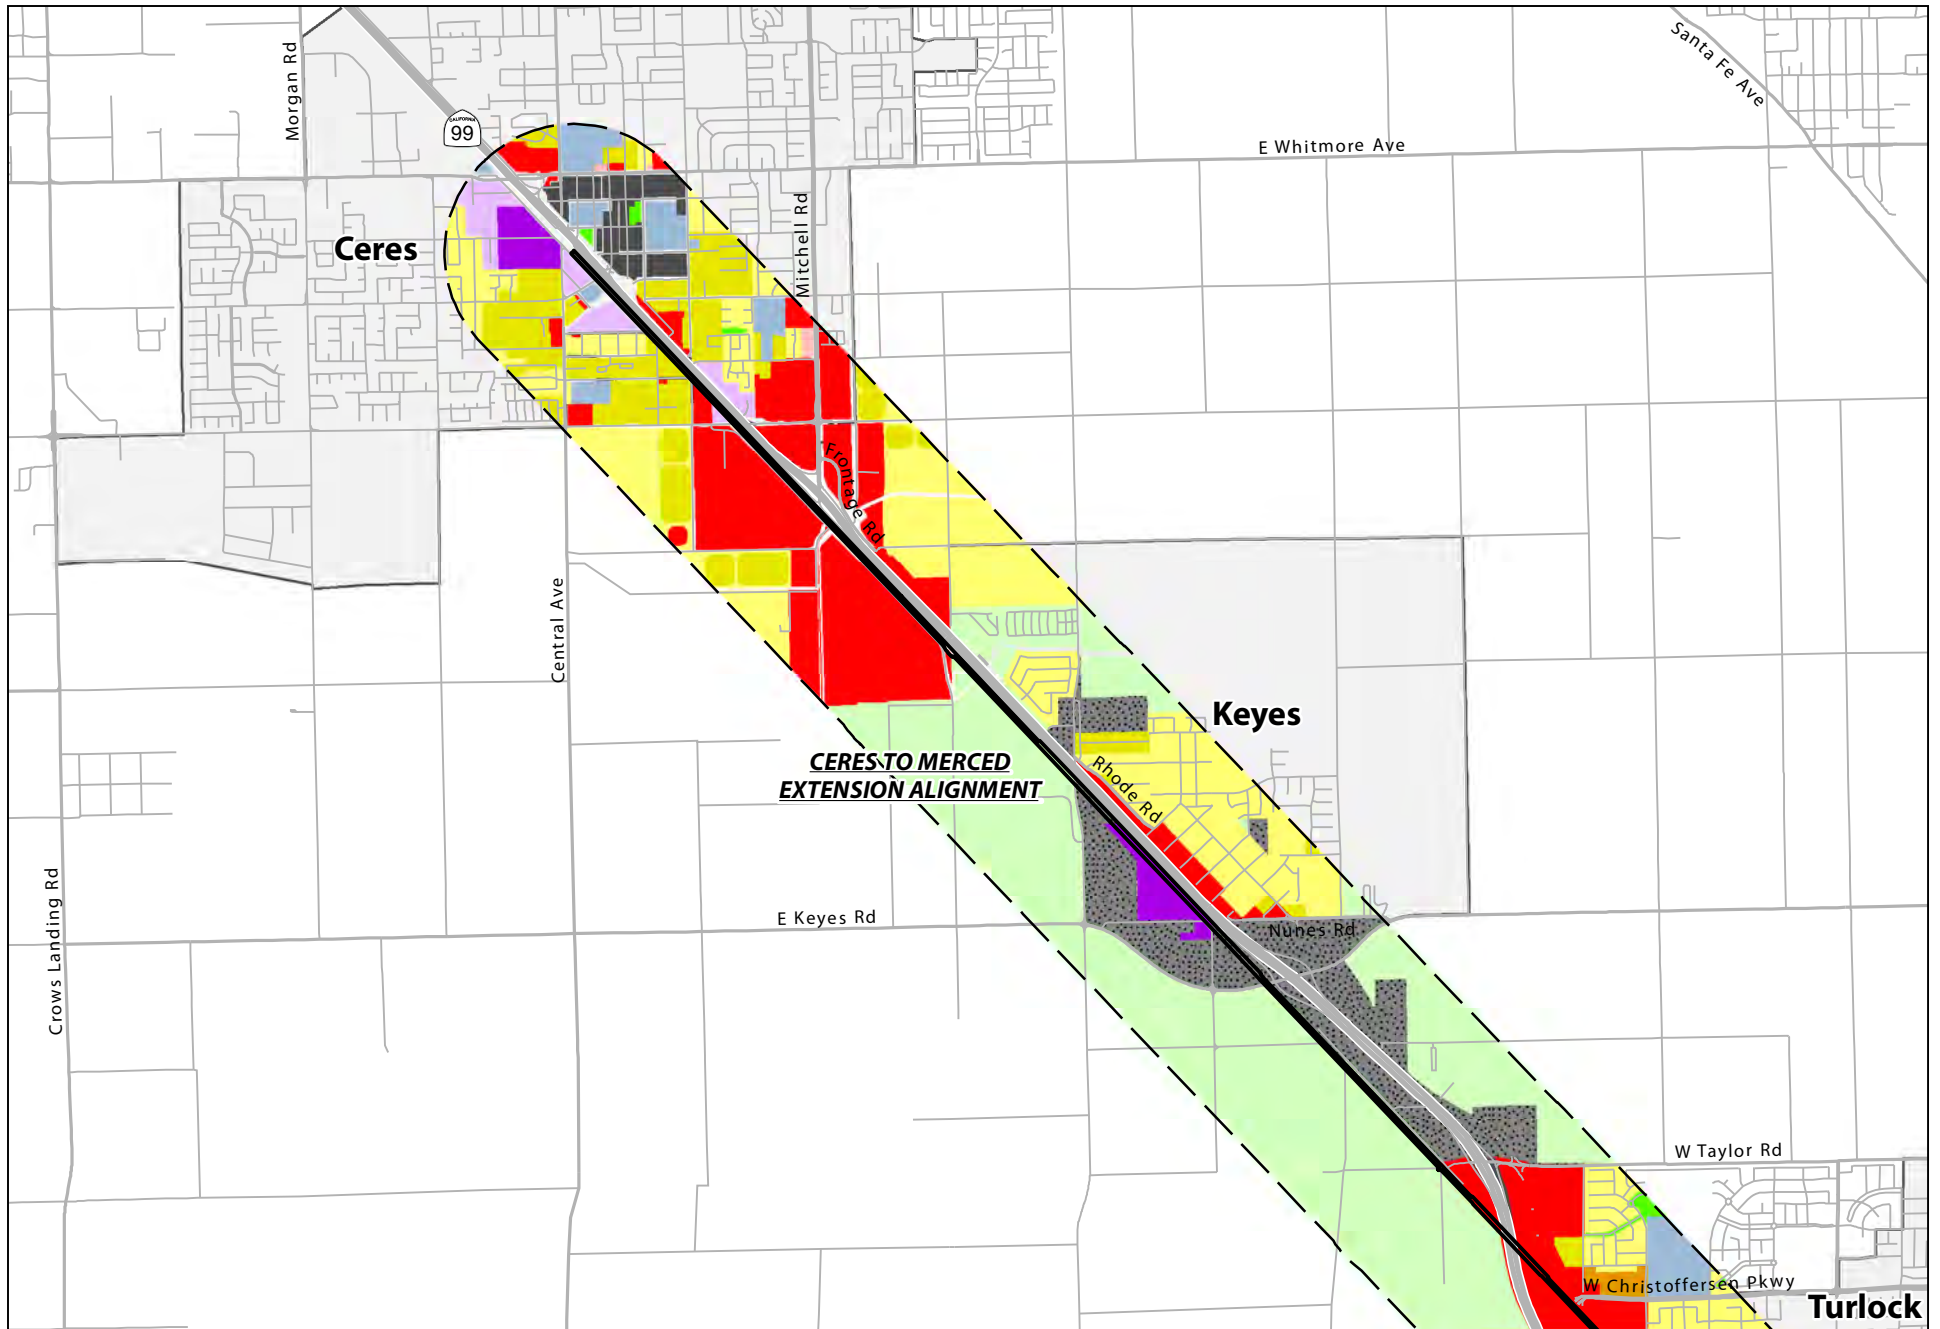 Santa Fe Ave
Morgan Rd
CALIFORNIA
99
E Whitmore Ave
Mitchell Rd
Ceres
Frontage Rd
Central Ave
Keyes
CERES TO MERCED
EXTENSION ALIGNMENT
Rhode Rd
Crows Landing Rd
E Keyes Rd
Nunes Rd
W Taylor Rd
W Christoffersen Pkwy
Turlock